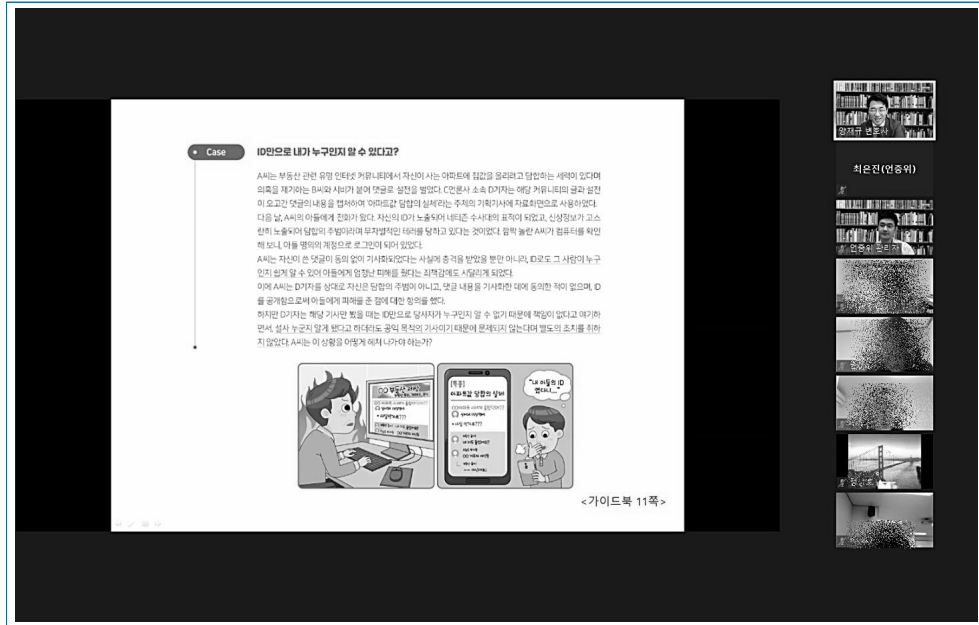 Case
ID만으로 내가 누구인지 알 수 있다고?
A씨는 부동산 관련 유명 인터넷 커뮤니티에서 자신이 사는 아파트에 집값을 올리려고 담합하는 세력이 있다며
의혹을 제기하는 B씨와 시비가 붙어 댓글로 설전을 벌였다. C언론사 소속 D기자는 해당 커뮤니티의 글과 설전
이 오고간 댓글의 내용을 캡처하여 '아파트값 담합의 실체'라는 주제의 기획기사에 자료화면으로 사용하였다.
다음 날, A씨의 아들에게 전화가 왔다. 자신의 ID가 노출되어 네티즌 수사대의 표적이 되었고, 신상정보가 고스
란히 노출되어 담합의 주범이라며 무차별적인 테러를 당하고 있다는 것이었다. 깜짝 놀란 A씨가 컴퓨터를 확인
해 보니, 아들 명의의 계정으로 로그인이 되어 있었다.
A씨는 자신이 쓴 댓글이 동의 없이 기사화되었다는 사실에 충격을 받았을 뿐만 아니라, ID로도 그 사람이 누구
인지 쉽게 알 수 있어 아들에게 엄청난 피해를 줬다는 죄책감에도 시달리게 되었다.
이에 A씨는 D기자를 상대로 자신은 담합의 주범이 아니고, 댓글 내용을 기사화한 데에 동의한 적이 없으며, ID
를 공개함으로써 아들에게 피해를 준 점에 대한 항의를 했다.
하지만 D기자는 해당 기사만 봤을 때는 ID만으로 당사자가 누구인지 알 수 없기 때문에 책임이 없다고 얘기하
면서, 설사 누군지 알게 됐다고 하더라도 공익 목적의 기사이기 때문에 문제되지 않는다며 별도의 조치를 취하
지 않았다. A씨는 이 상황을 어떻게 헤쳐 나가야 하는가?
[특종]
아파트값 담합의 실체
"내 아들의 ID
였다니..."
<가이드북 11쪽>
양재규 변호사
최은진(언중위)
언중위 관리자